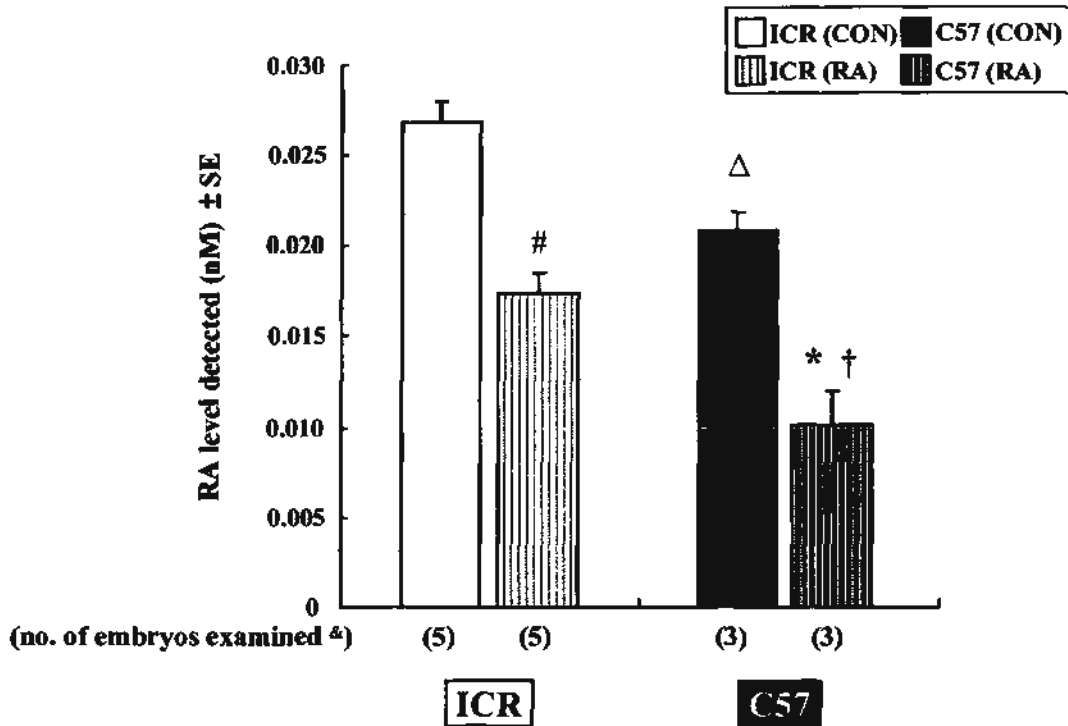 ICR (CON) C57 (CON)
ICR (RA) C57 (RA)
RA level detected (nM) ± SE
0.030
0.025
0.020
0.015
0.010
0.005
0
Δ
#
* †
(no. of embryos examined &) (5) (5) (3) (3)
ICR C57